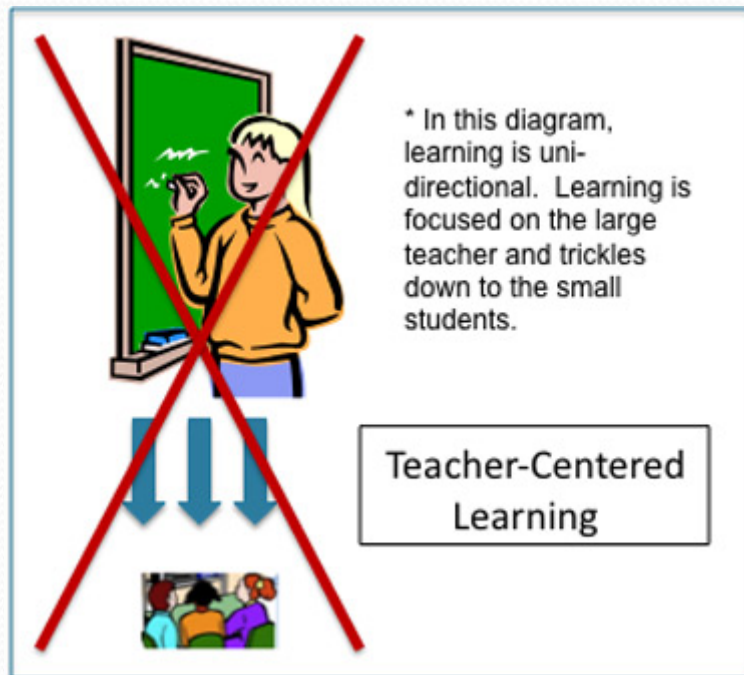 * In this diagram,
learning is uni-
directional.  Learning is
focused on the large
teacher and trickles
down to the small
students.
Teacher-Centered
Learning